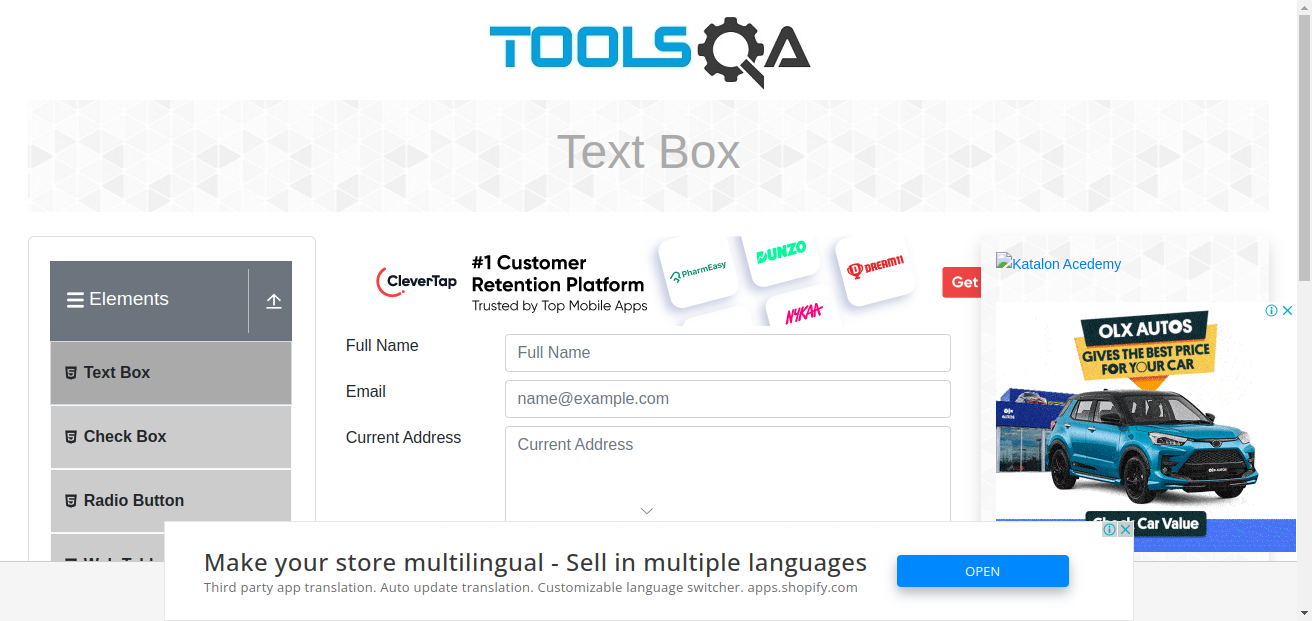 TOOLSQA
Text Box
Elements
Text Box
Check Box
Radio Button
CleverTap
#1 Customer
Retention Platform
Trusted by Top Mobile Apps
PharmEasy
DUNZO
DREAM11
NYKAA
Get
Full Name
Full Name
Email
name@example.com
Current Address
Current Address
Katalon Acedemy
OLX AUTOS
GIVES THE BEST PRICE
FOR YOUR CAR
Car Value
Make your store multilingual - Sell in multiple languages
Third party app translation. Auto update translation. Customizable language switcher. apps.shopify.com
OPEN